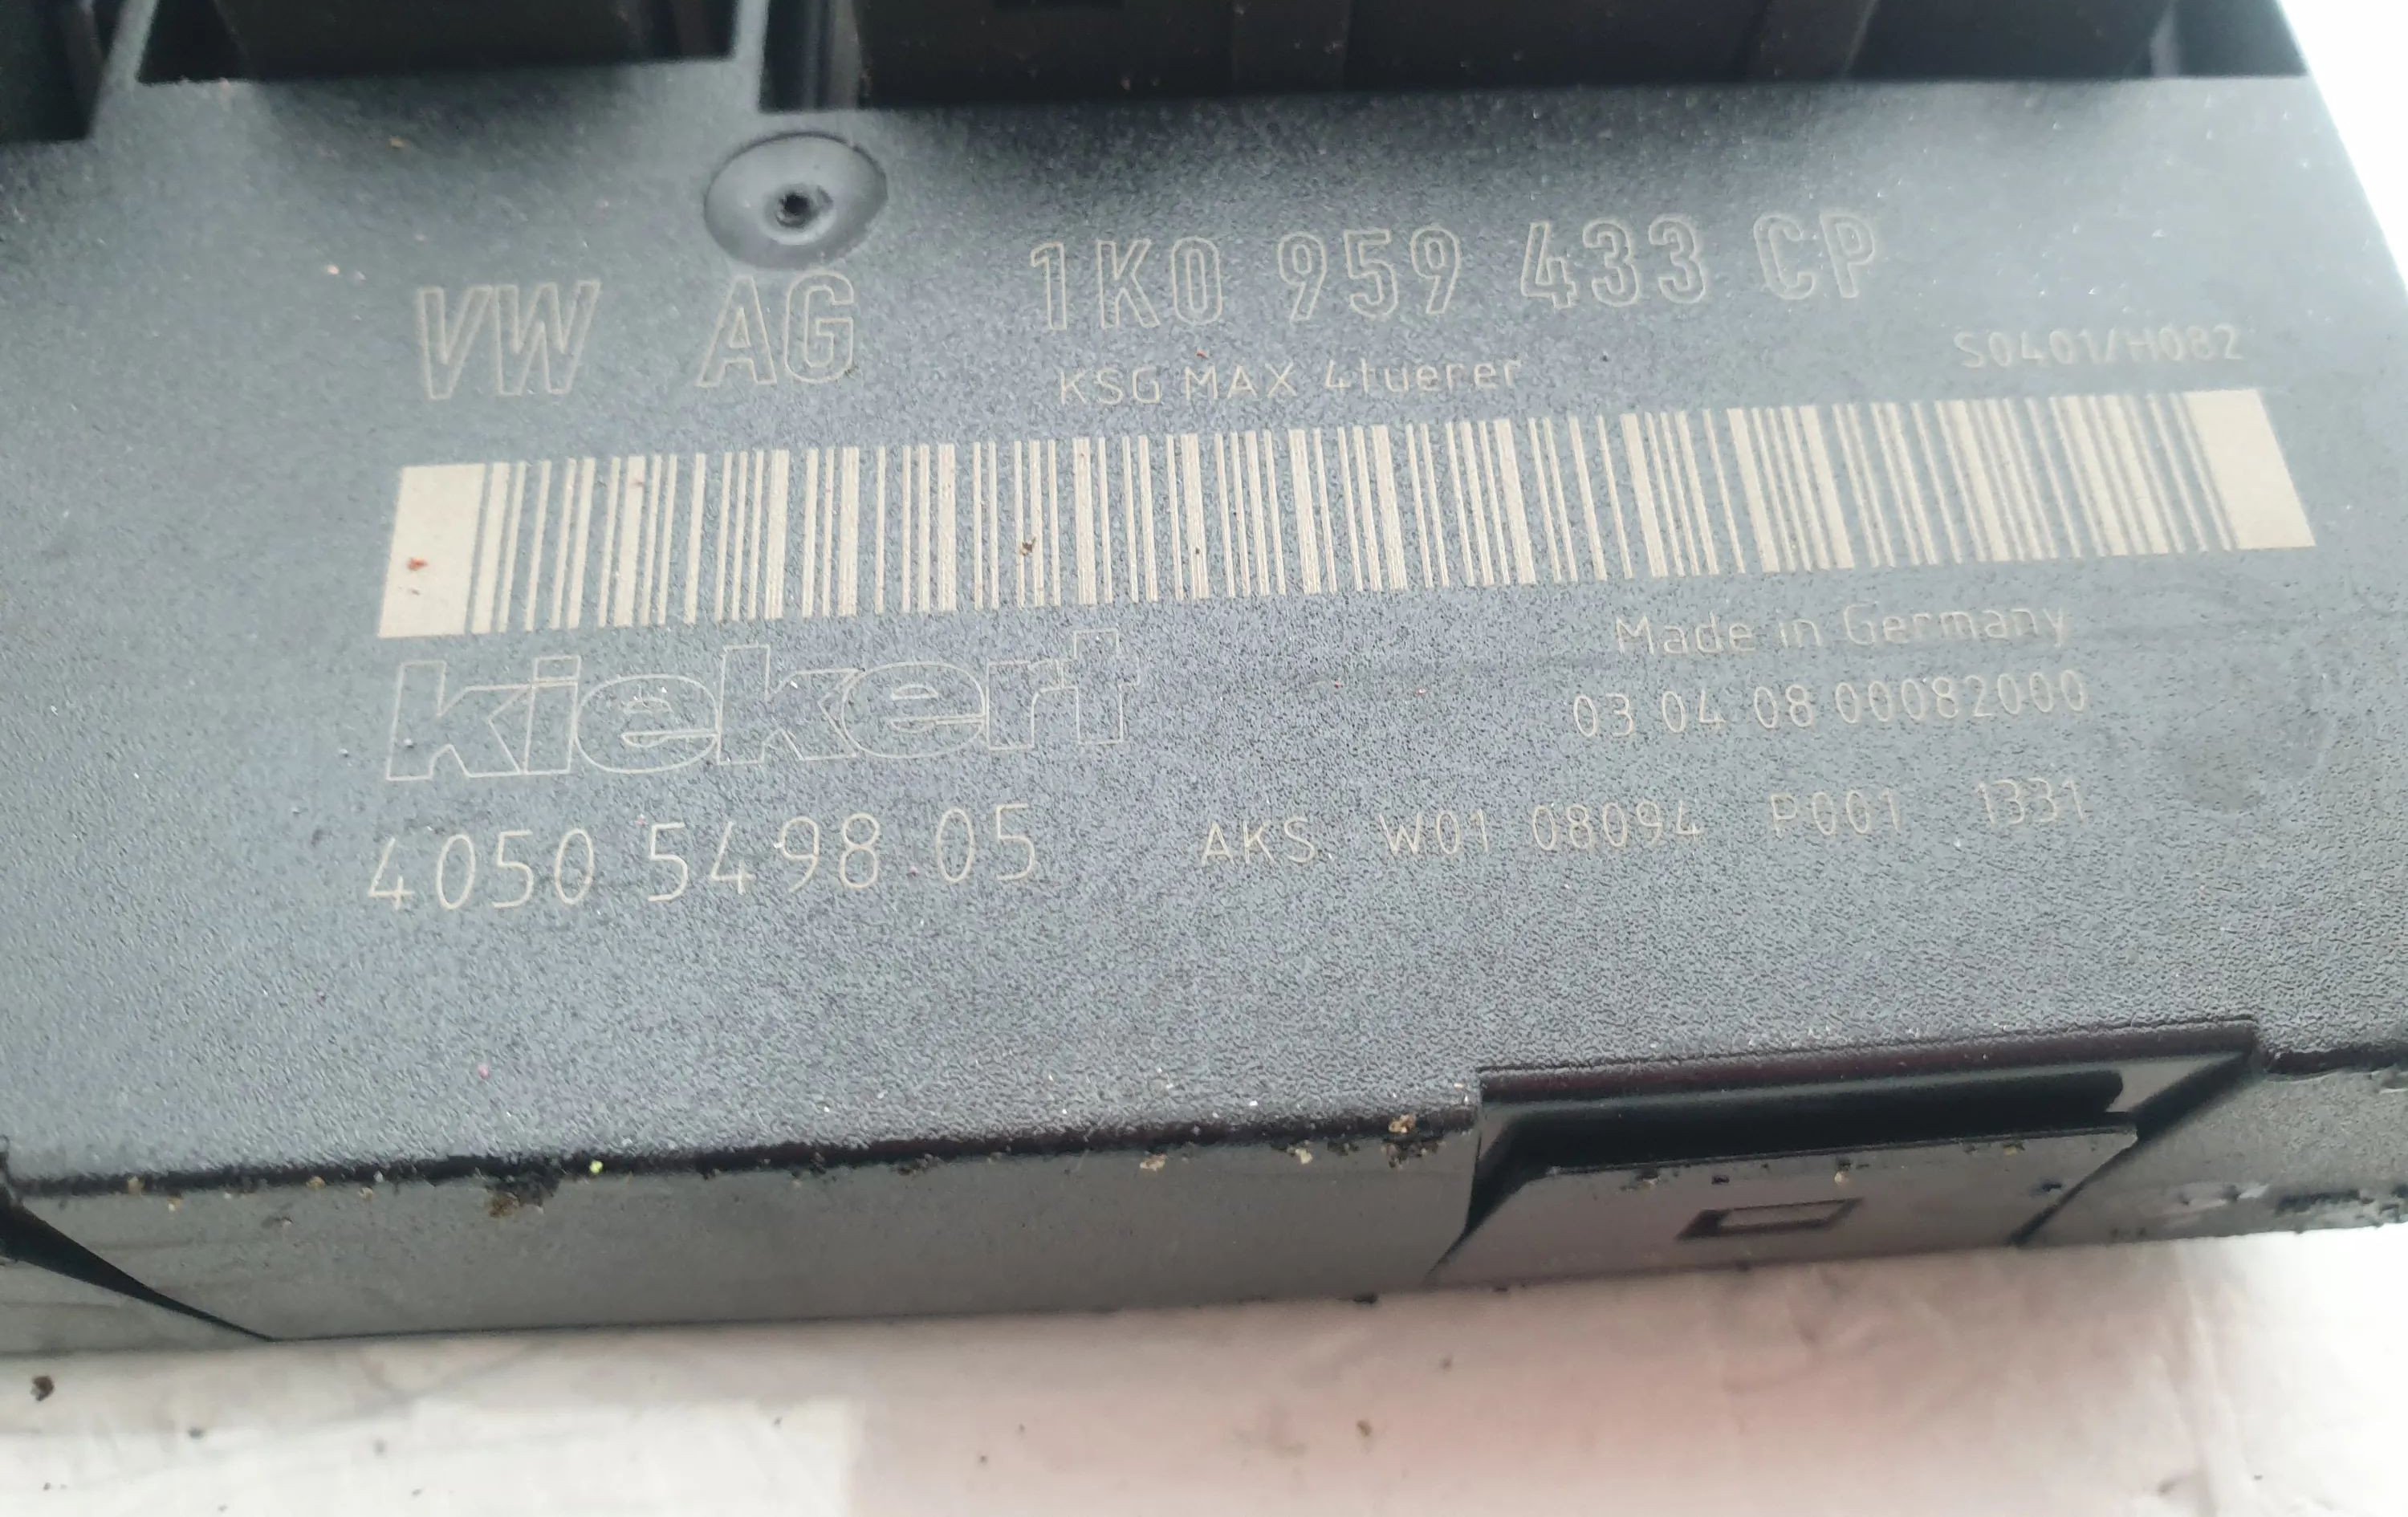 VW AG 1K0 959 433 CP
KSG MAX 4tuerer S0401/H082
kiekert
Made in Germany
03 04 08 00082000
4050 5498 05 AKS W01 08094 P001 1331